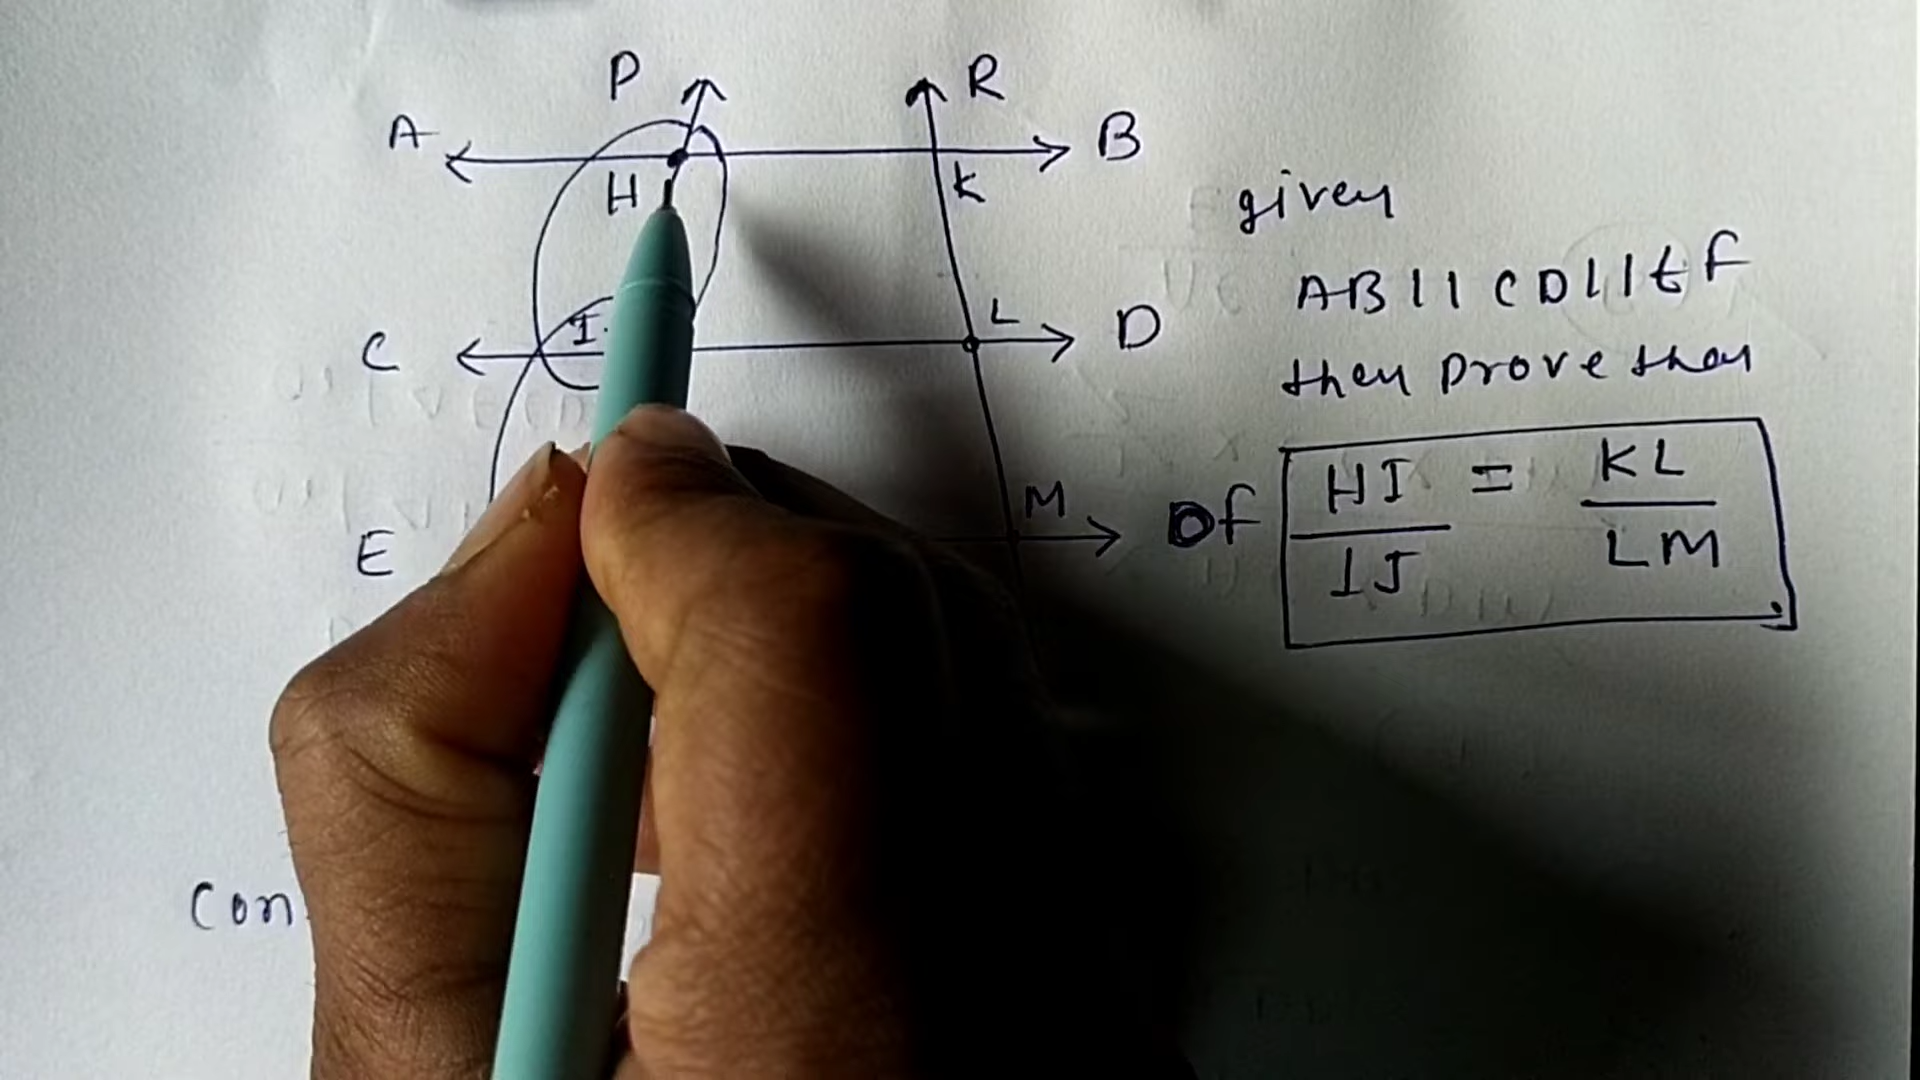 P R
A B
H K
given
AB || CD || EF
I L
C D
then prove that
HI = KL
IJ LM
M
E OF
Con